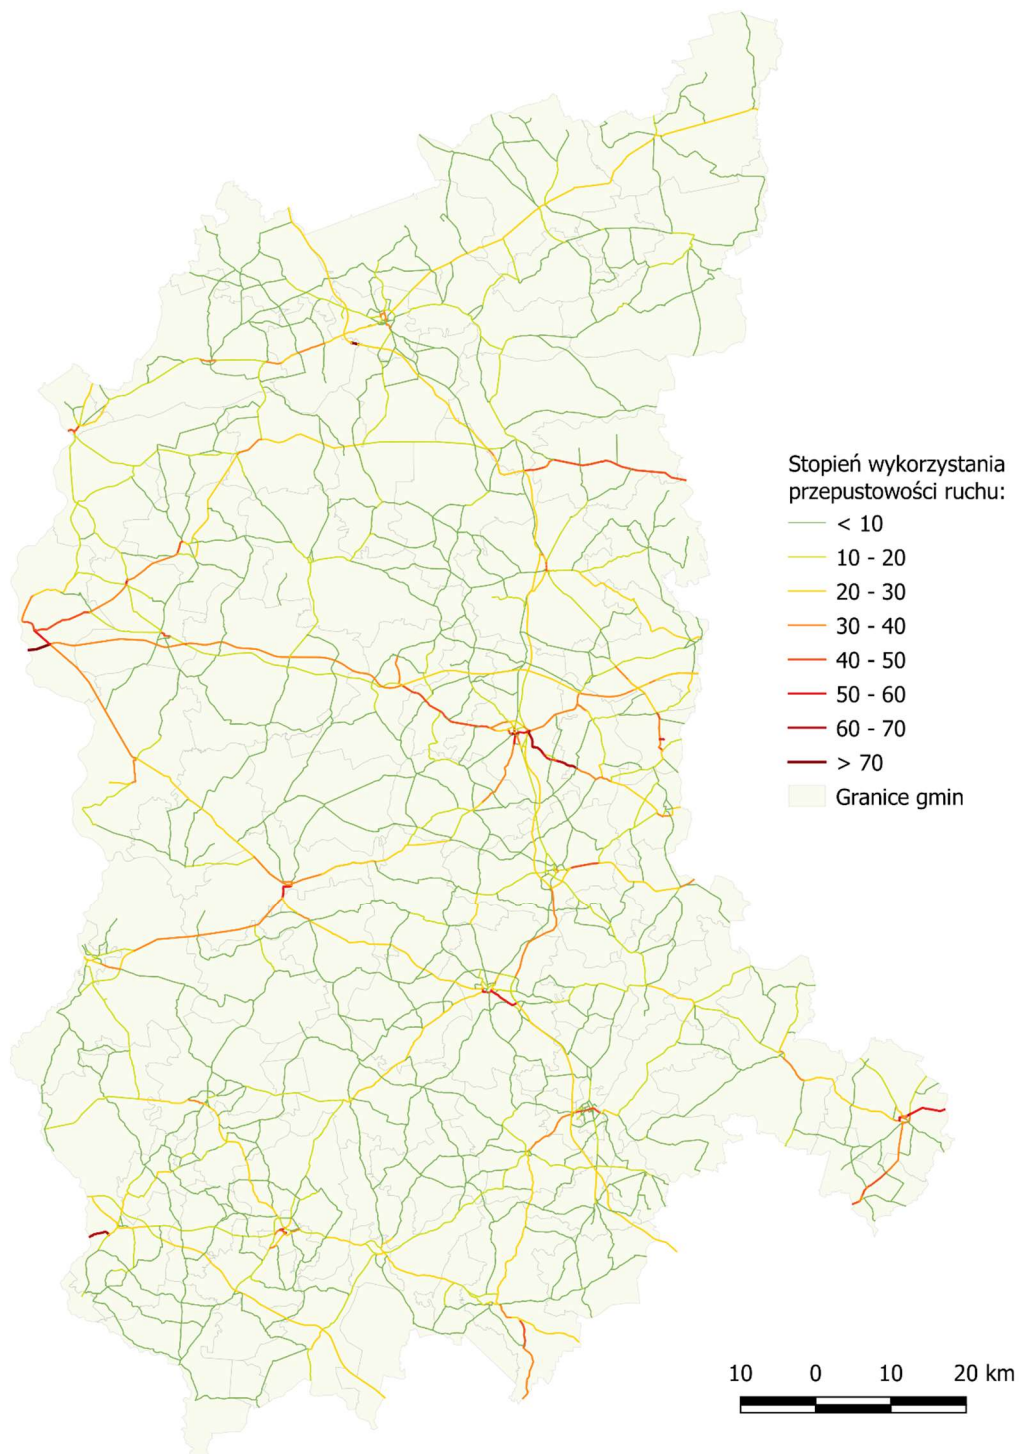 Stopień wykorzystania
przepustowości ruchu:
< 10
10 - 20
20 - 30
30 - 40
40 - 50
50 - 60
60 - 70
> 70
Granice gmin
10 0 10 20 km